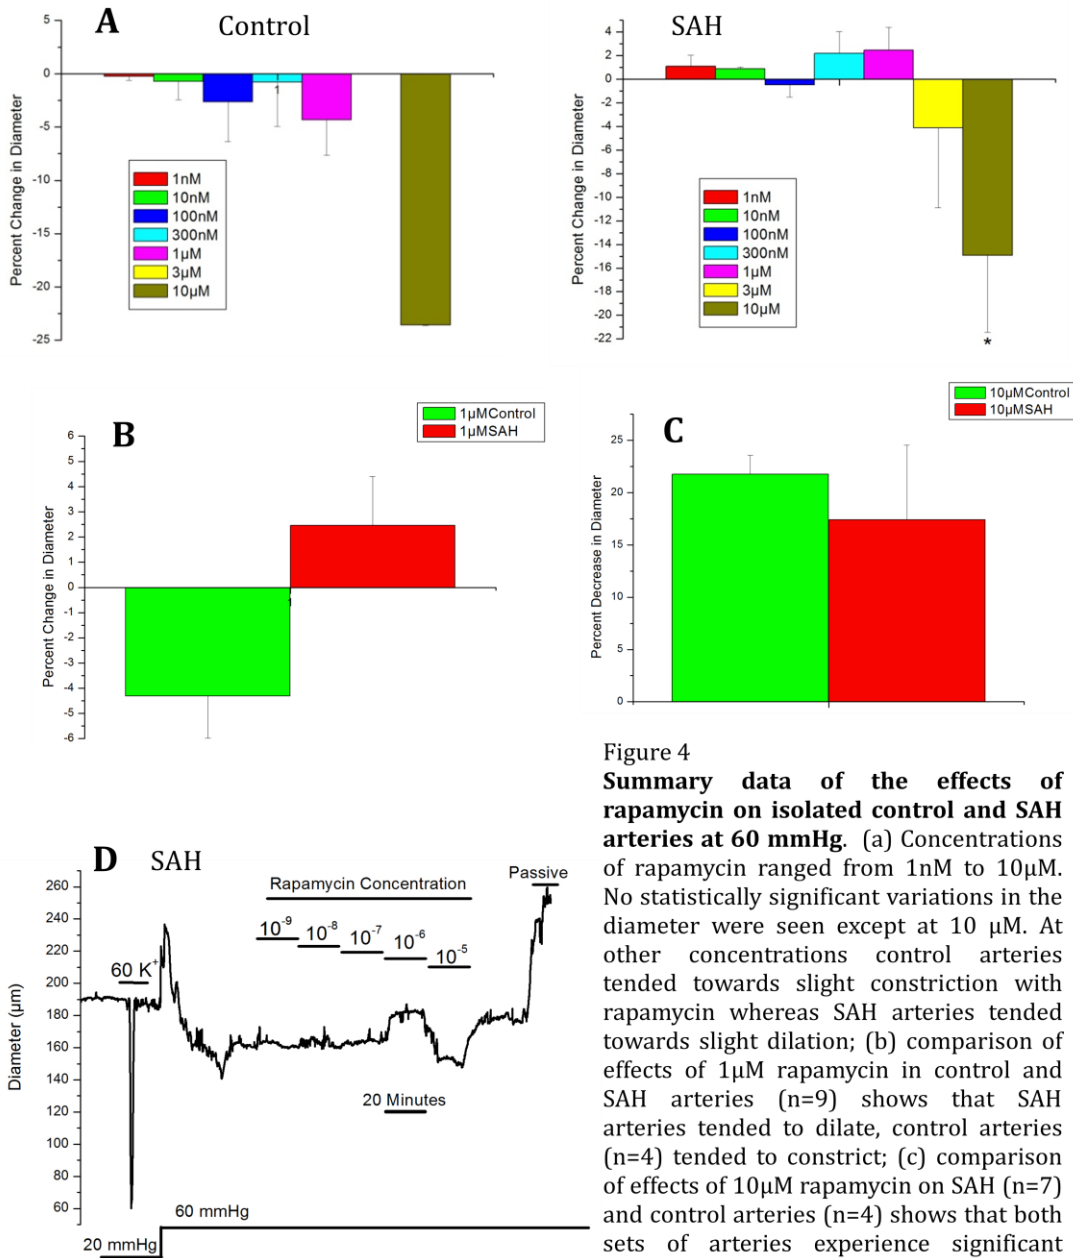 A
Control
5
0
-5
-10
-15
-20
-25
Percent Change in Diameter
1
1nM
10nM
100nM
300nM
1µM
3µM
10µM
SAH
4
2
0
-2
-4
-6
-8
-10
-12
-14
-16
-18
-20
-22
Percent Change in Diameter
1nM
10nM
100nM
300nM
1µM
3µM
10µM
*
B
1µMControl
1µMSAH
6
5
4
3
2
1
0
-1
-2
-3
-4
-5
-6
Percent Change in Diameter
1
C
10µMControl
10µMSAH
25
20
15
10
5
0
Percent Decrease in Diameter
D
SAH
260
240
220
200
180
160
140
120
100
80
60
Diameter (µm)
60 K⁺
Rapamycin Concentration
10⁻⁹
10⁻⁸
10⁻⁷
10⁻⁶
10⁻⁵
Passive
20 Minutes
60 mmHg
20 mmHg
Figure 4
Summary data of the effects of
rapamycin on isolated control and SAH
arteries at 60 mmHg. (a) Concentrations
of rapamycin ranged from 1nM to 10µM.
No statistically significant variations in the
diameter were seen except at 10 µM. At
other concentrations control arteries
tended towards slight constriction with
rapamycin whereas SAH arteries tended
towards slight dilation; (b) comparison of
effects of 1µM rapamycin in control and
SAH arteries (n=9) shows that SAH
arteries tended to dilate, control arteries
(n=4) tended to constrict; (c) comparison
of effects of 10µM rapamycin on SAH (n=7)
and control arteries (n=4) shows that both
sets of arteries experience significant